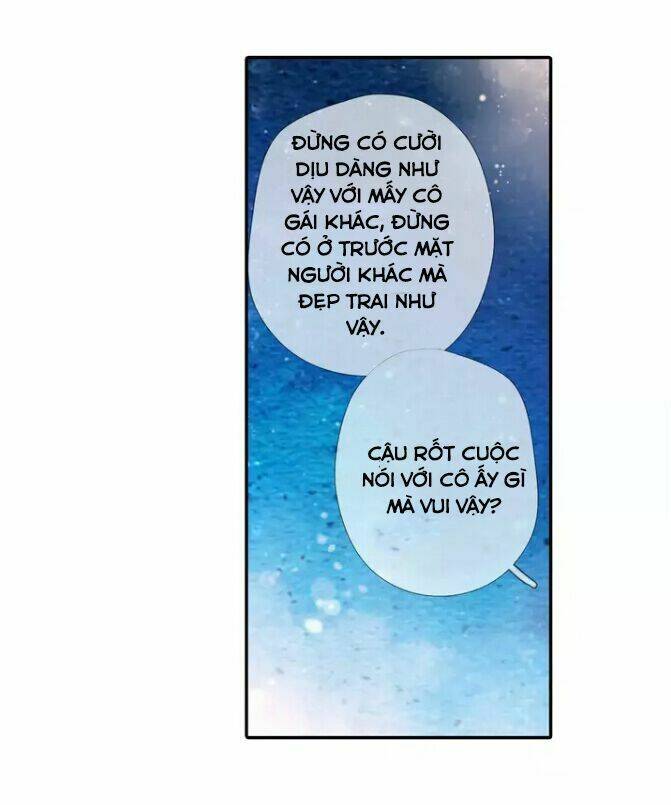 ĐỪNG CÓ CƯỜI
DỊU DÀNG NHƯ
VẬY VỚI MẤY CÔ
GÁI KHÁC, ĐỪNG
CÓ Ở TRƯỚC MẶT
NGƯỜI KHÁC MÀ
ĐẸP TRAI NHƯ
VẬY.
CẬU RỐT CUỘC
NÓI VỚI CÔ ẤY GÌ
MÀ VUI VẬY?